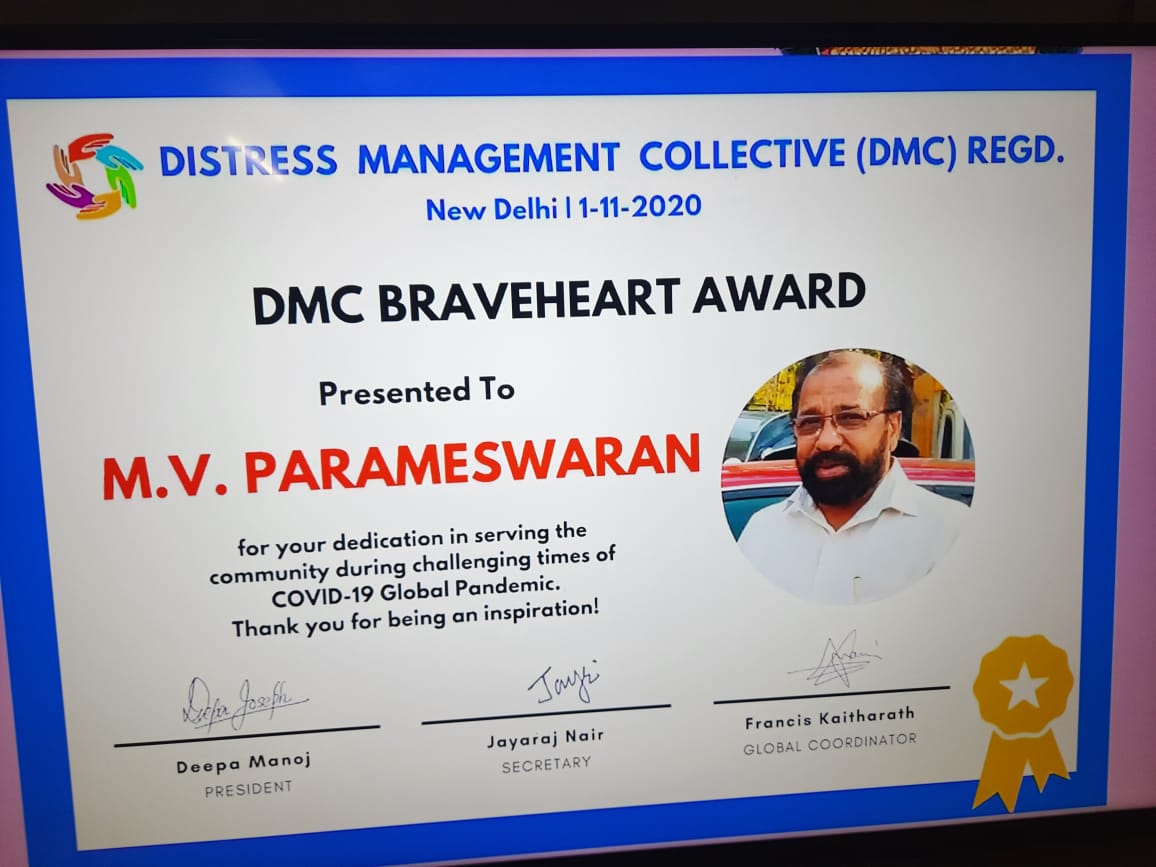 DISTRESS MANAGEMENT COLLECTIVE (DMC) REGD.
New Delhi | 1-11-2020
DMC BRAVEHEART AWARD
Presented To
M.V. PARAMESWARAN
for your dedication in serving the
community during challenging times of
COVID-19 Global Pandemic.
Thank you for being an inspiration!
Deepa Joseph
Deepa Manoj
PRESIDENT
Jayaraj Nair
SECRETARY
Francis Kaitharath
GLOBAL COORDINATOR